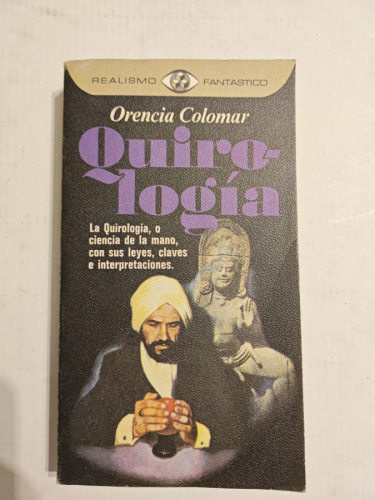 REALISMO FANTASTICO
Orencia Colomar
Quiro-
logía
La Quirología, o
ciencia de la mano,
con sus leyes, claves
e interpretaciones.